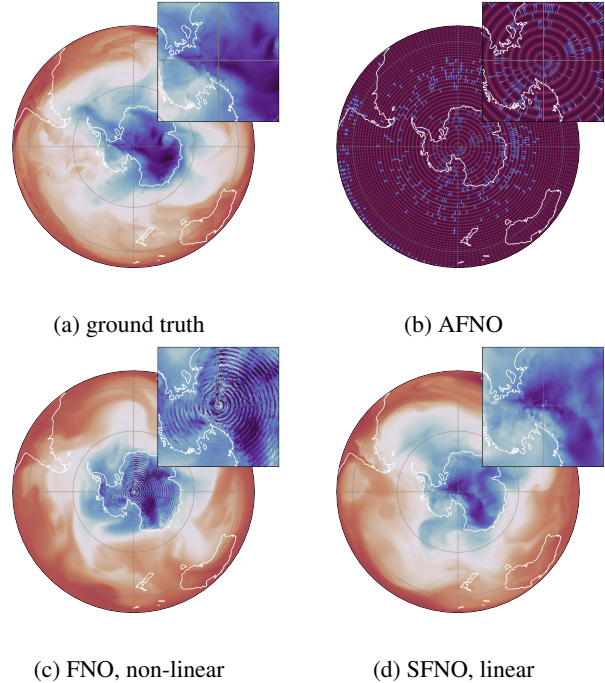 (a) ground truth
(b) AFNO
(c) FNO, non-linear
(d) SFNO, linear